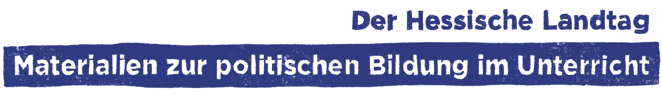 Der Hessische Landtag
Materialien zur politischen Bildung im Unterricht